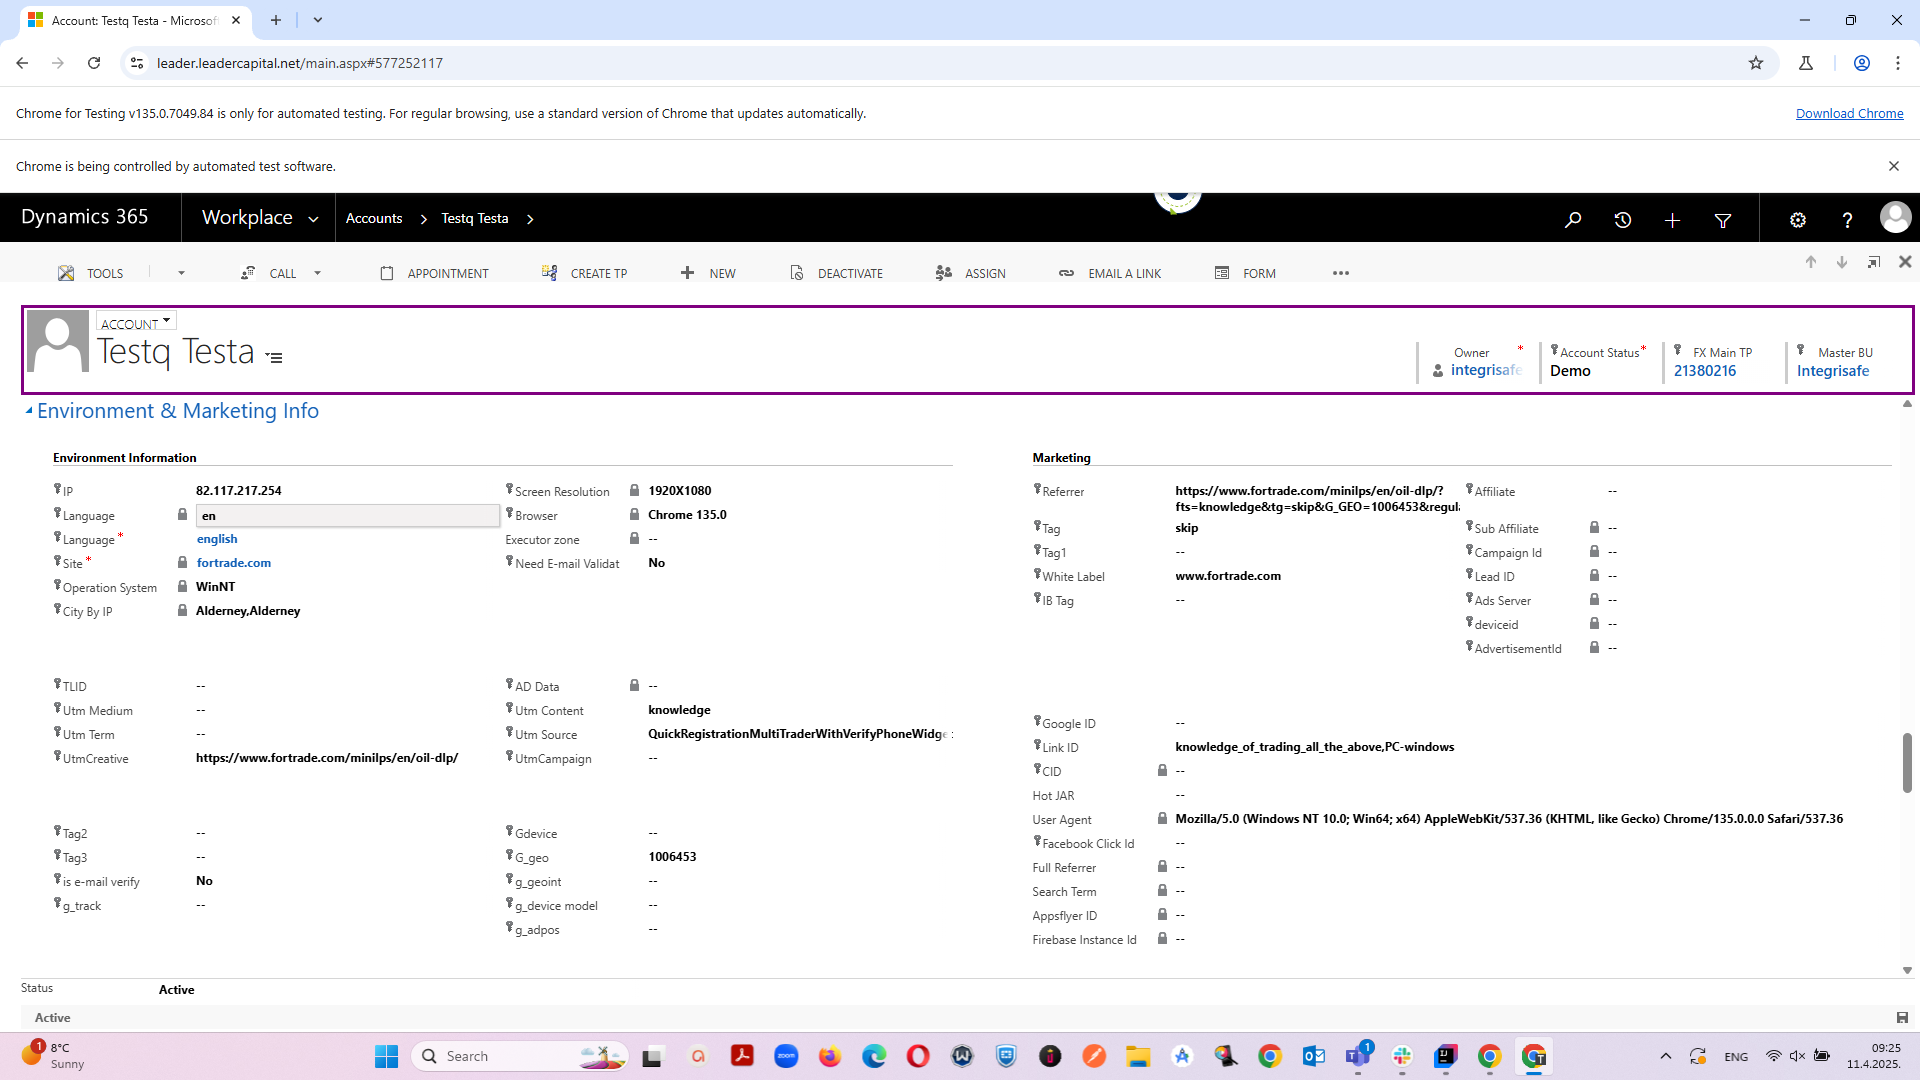 Account: Testq Testa - Microsof
leader.leadercapital.net/main.aspx#577252117
Chrome for Testing v135.0.7049.84 is only for automated testing. For regular browsing, use a standard version of Chrome that updates automatically.
Download Chrome
Chrome is being controlled by automated test software.
Dynamics 365
Workplace
Accounts
Testq Testa
TOOLS
CALL
APPOINTMENT
CREATE TP
NEW
DEACTIVATE
ASSIGN
EMAIL A LINK
FORM
ACCOUNT
Testq Testa
Owner *
integrisafe
Account Status *
Demo
FX Main TP
21380216
Master BU
Integrisafe
Environment & Marketing Info
Environment Information
IP 82.117.217.254
Language en
Language * english
Site * fortrade.com
Operation System WinNT
City By IP Alderney,Alderney
Screen Resolution 1920X1080
Browser Chrome 135.0
Executor zone --
Need E-mail Validat No
TLID --
Utm Medium --
Utm Term --
UtmCreative https://www.fortrade.com/minilps/en/oil-dlp/
AD Data --
Utm Content knowledge
Utm Source QuickRegistrationMultiTraderWithVerifyPhoneWidge
UtmCampaign --
Tag2 --
Tag3 --
is e-mail verify No
g_track --
Gdevice --
G_geo 1006453
g_geoint --
g_device model --
g_adpos --
Marketing
Referrer https://www.fortrade.com/minilps/en/oil-dlp/?
fts=knowledge&tg=skip&G_GEO=1006453&regul
Tag skip
Tag1 --
White Label www.fortrade.com
IB Tag --
Affiliate --
Sub Affiliate --
Campaign Id --
Lead ID --
Ads Server --
deviceid --
AdvertisementId --
Google ID --
Link ID knowledge_of_trading_all_the_above,PC-windows
CID --
Hot JAR --
User Agent Mozilla/5.0 (Windows NT 10.0; Win64; x64) AppleWebKit/537.36 (KHTML, like Gecko) Chrome/135.0.0.0 Safari/537.36
Facebook Click Id --
Full Referrer --
Search Term --
Appsflyer ID --
Firebase Instance Id --
Status Active
Active
1
8°C
Sunny
Search
zoom
1
ENG
09:25
11.4.2025.